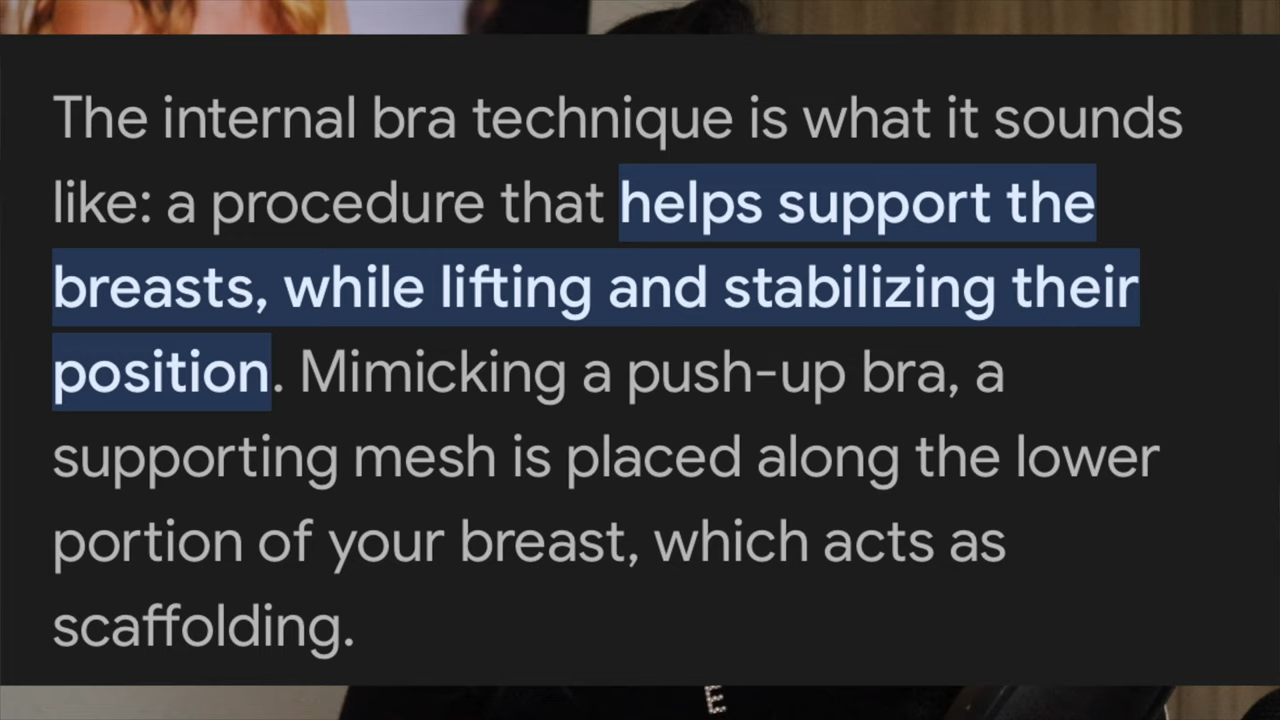 The internal bra technique is what it sounds
like: a procedure that helps support the
breasts, while lifting and stabilizing their
position. Mimicking a push-up bra, a
supporting mesh is placed along the lower
portion of your breast, which acts as
scaffolding.
E